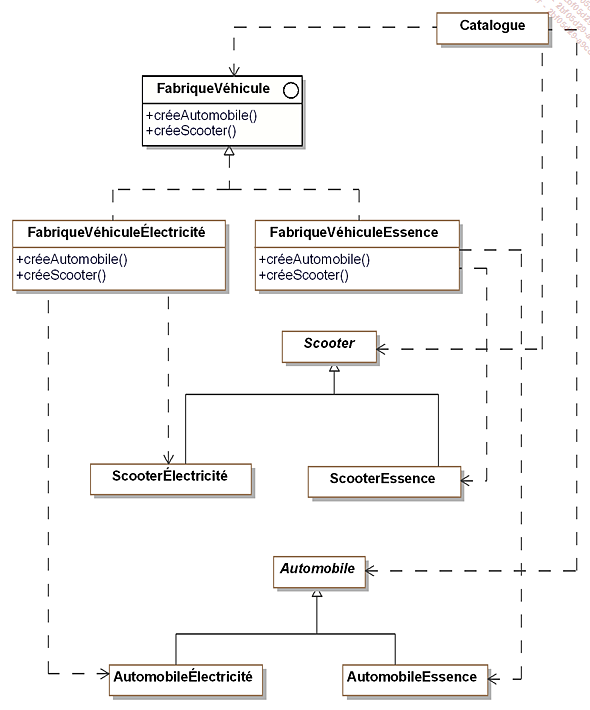 Catalogue
FabriqueVéhicule
+créeAutomobile()
+créeScooter()
FabriqueVéhiculeÉlectricité
+créeAutomobile()
+créeScooter()
FabriqueVéhiculeEssence
+créeAutomobile()
+créeScooter()
Scooter
ScooterÉlectricité
ScooterEssence
Automobile
AutomobileÉlectricité
AutomobileEssence